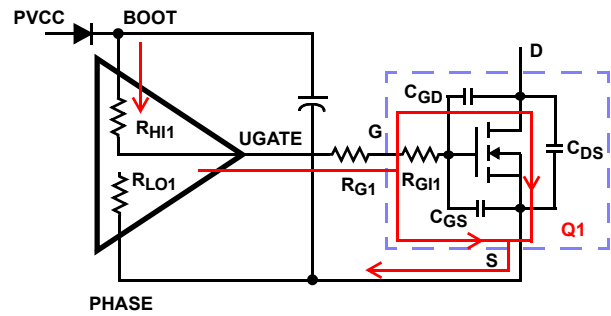 PVCC
BOOT
D
CGD
RHI1
UGATE
G
CDS
RLO1
RG1
RGI1
CGS
Q1
S
PHASE